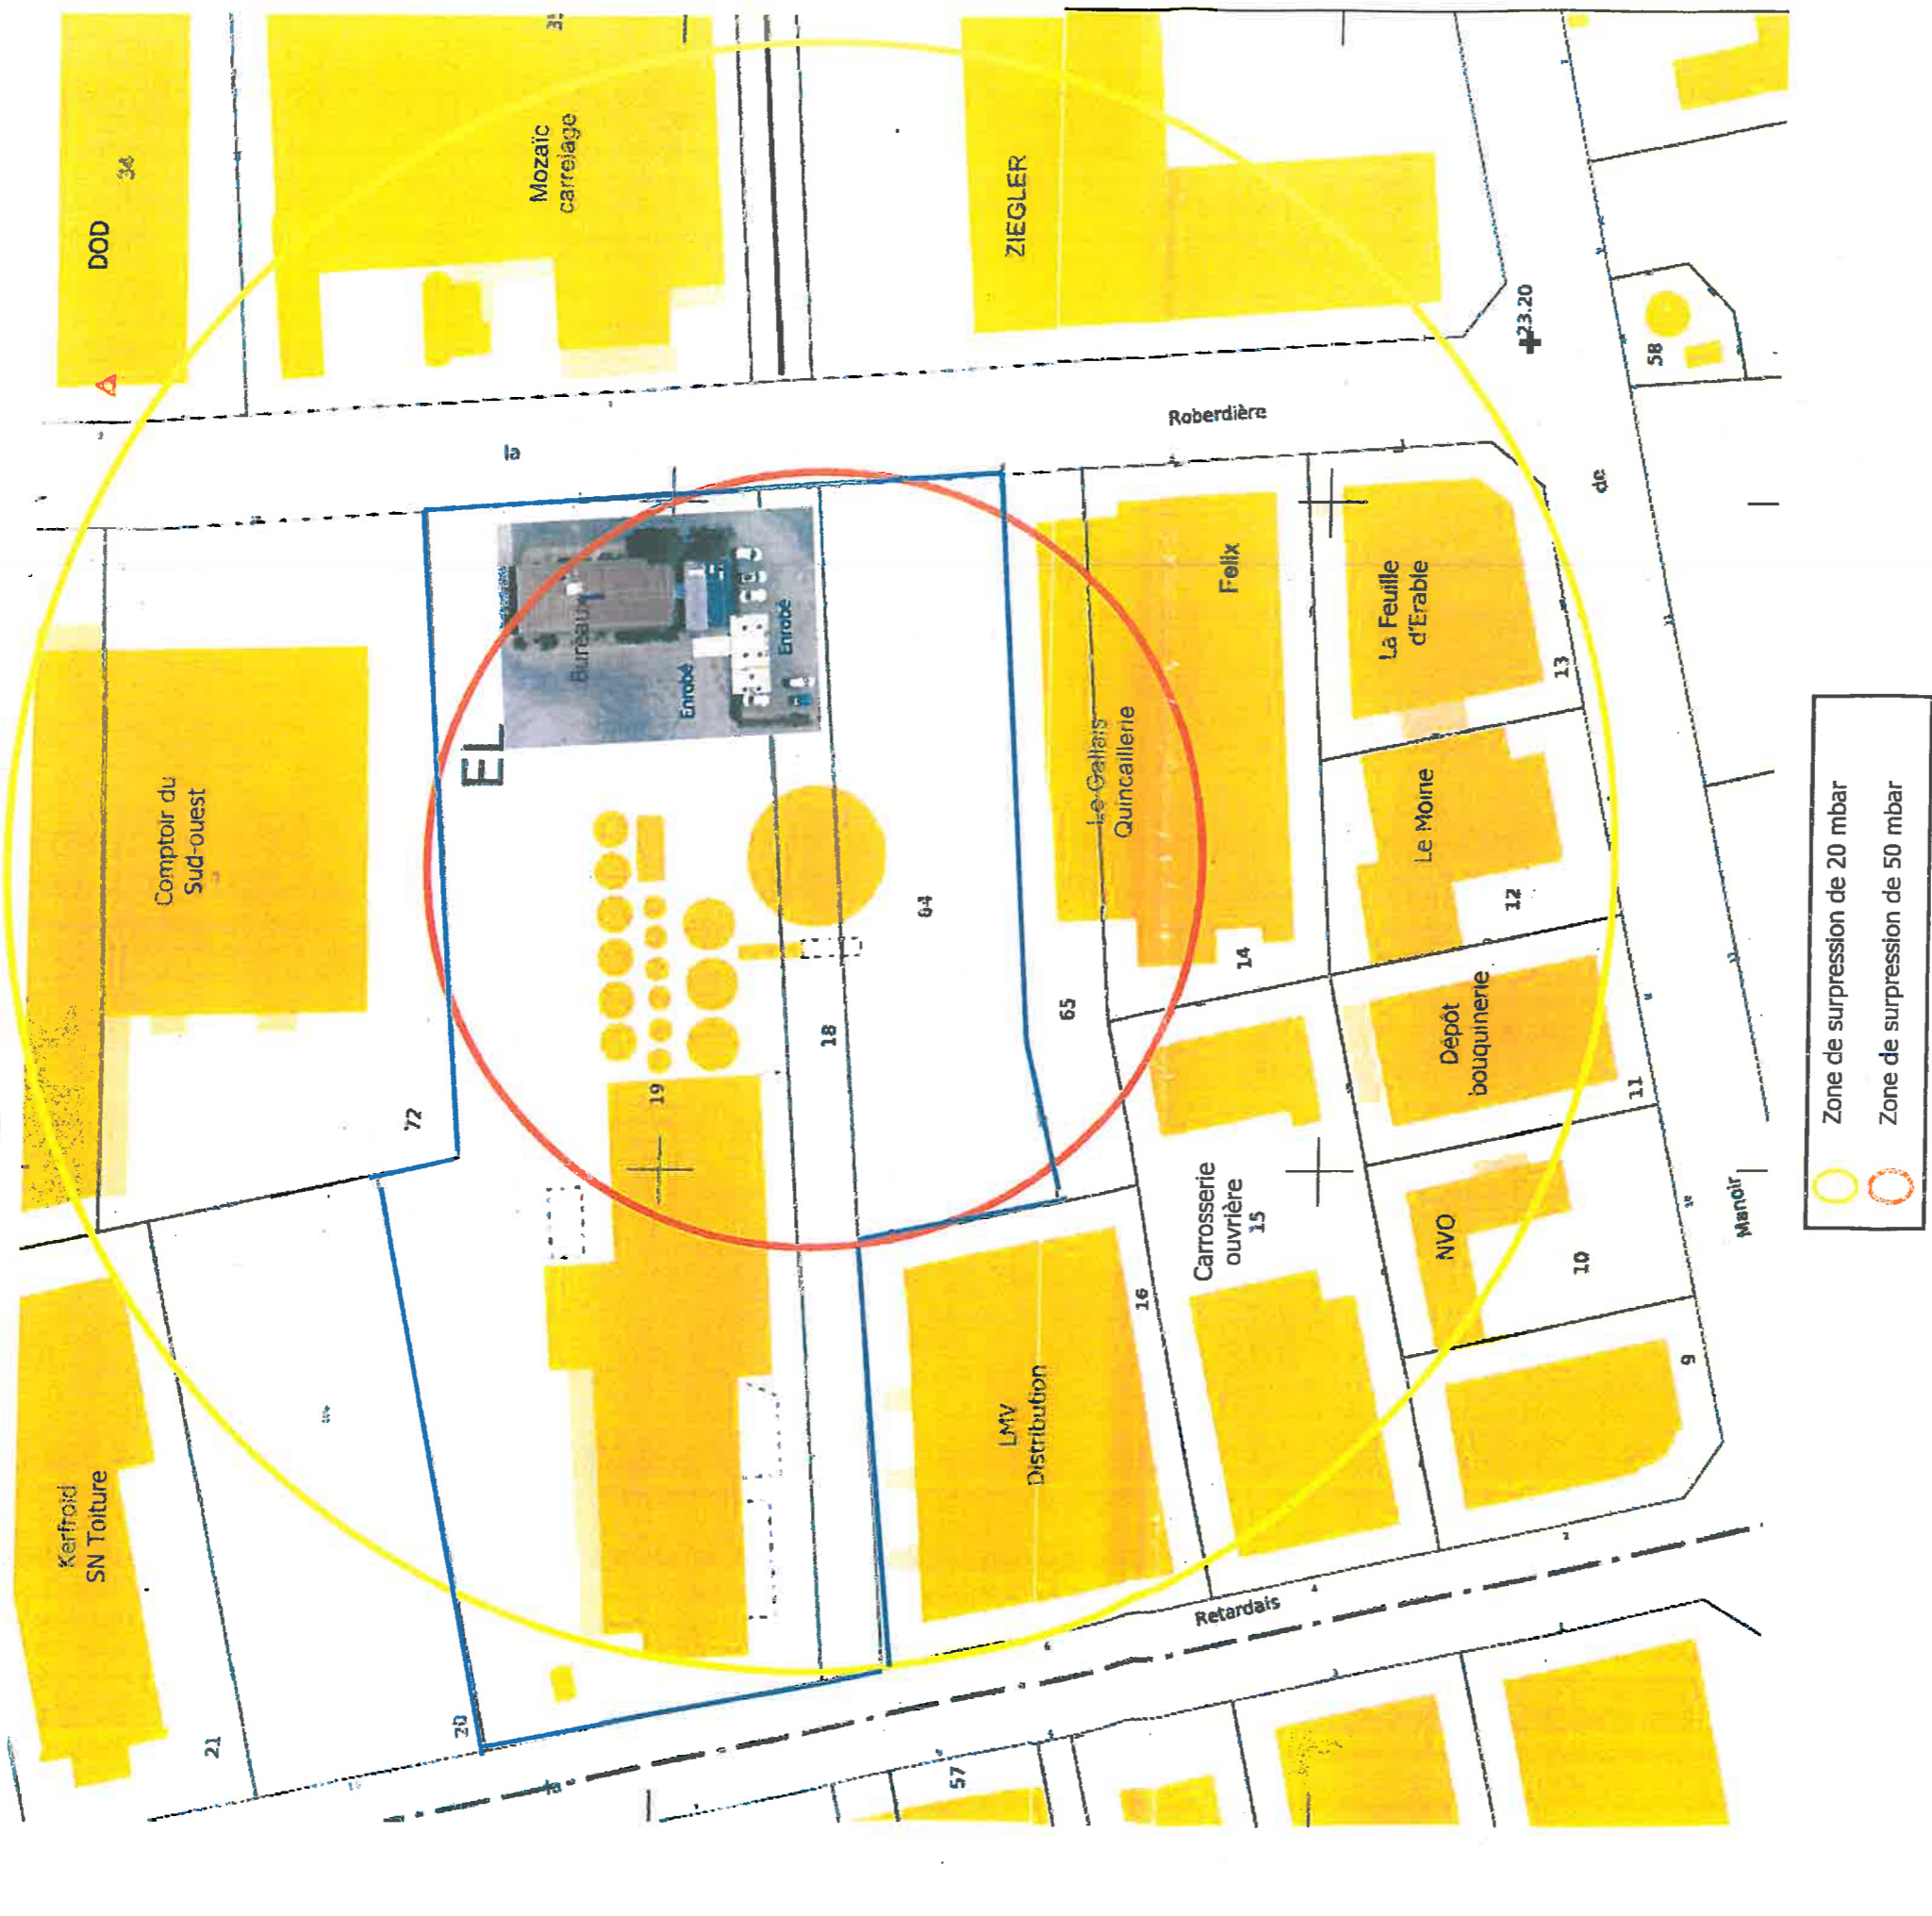 DOD
34
Mozaïc
carrelage
ZIEGLER
la
Roberdière
23.20
58
de
Comptoir du
Sud-ouest
72
EL
Bureaux
Enrobé
Enrobé
19
18
64
65
Le Gallais
Quincaillerie
Felix
14
La Feuille
d'Erable
13
Le Moine
12
Dépôt
bouquinerie
11
Carrosserie
ouvrière
15
NVO
10
9
Manoir
LMV
Distribution
16
Retardais
Kerfroid
SN Toiture
21
20
57
Zone de surpression de 20 mbar
Zone de surpression de 50 mbar